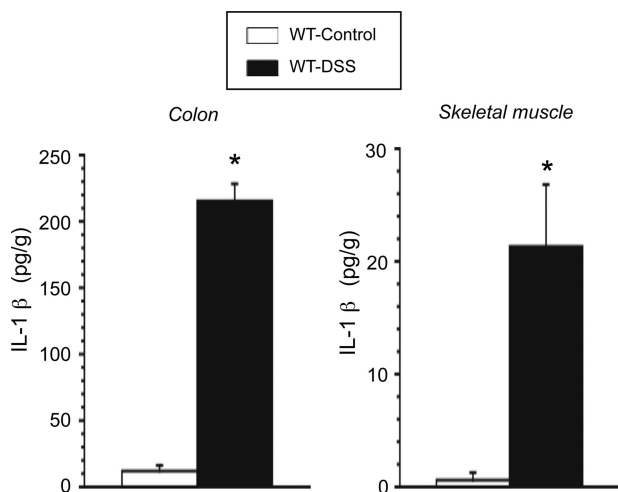 WT-Control
WT-DSS
Colon
*
250
200
150
100
50
0
IL-1 β (pg/g)
Skeletal muscle
*
30
20
10
0
IL-1 β (pg/g)